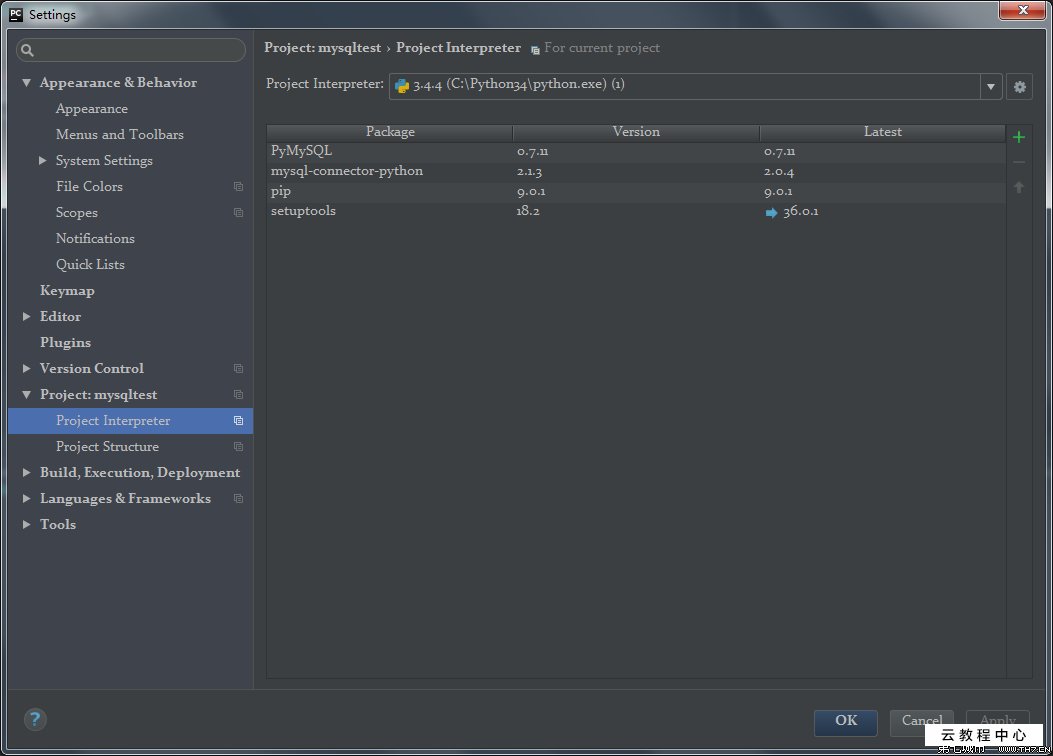 PC Settings
Project: mysqltest › Project Interpreter For current project
Project Interpreter: 3.4.4 (C:\Python34\python.exe) (1)
Appearance & Behavior
Appearance
Menus and Toolbars
System Settings
File Colors
Scopes
Notifications
Quick Lists
Keymap
Editor
Plugins
Version Control
Project: mysqltest
Project Interpreter
Project Structure
Build, Execution, Deployment
Languages & Frameworks
Tools
Package Version Latest
PyMySQL 0.7.11 0.7.11
mysql-connector-python 2.1.3 2.0.4
pip 9.0.1 9.0.1
setuptools 18.2 36.0.1
?
OK Cancel Apply
云教程中心
WWW.TH7.CN